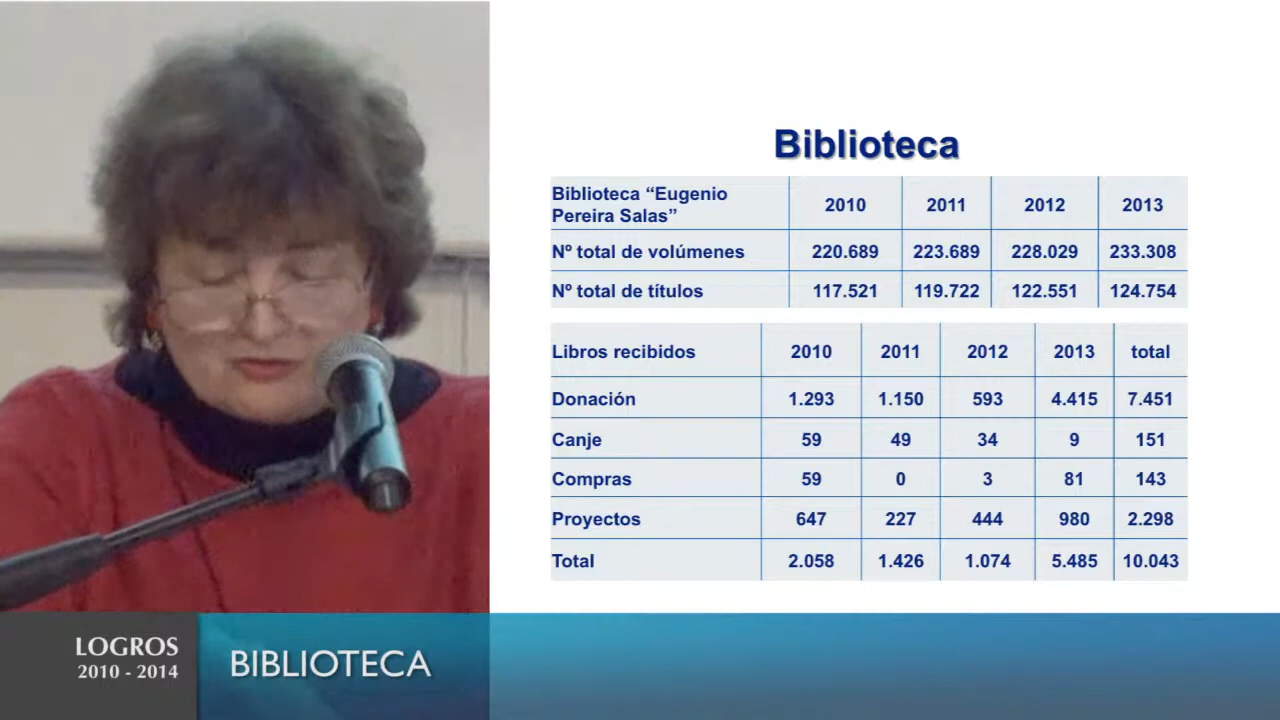 Biblioteca
Biblioteca “Eugenio Pereira Salas” 2010 2011 2012 2013
Nº total de volúmenes 220.689 223.689 228.029 233.308
Nº total de títulos 117.521 119.722 122.551 124.754
Libros recibidos 2010 2011 2012 2013 total
Donación 1.293 1.150 593 4.415 7.451
Canje 59 49 34 9 151
Compras 59 0 3 81 143
Proyectos 647 227 444 980 2.298
Total 2.058 1.426 1.074 5.485 10.043
LOGROS
2010 - 2014
BIBLIOTECA